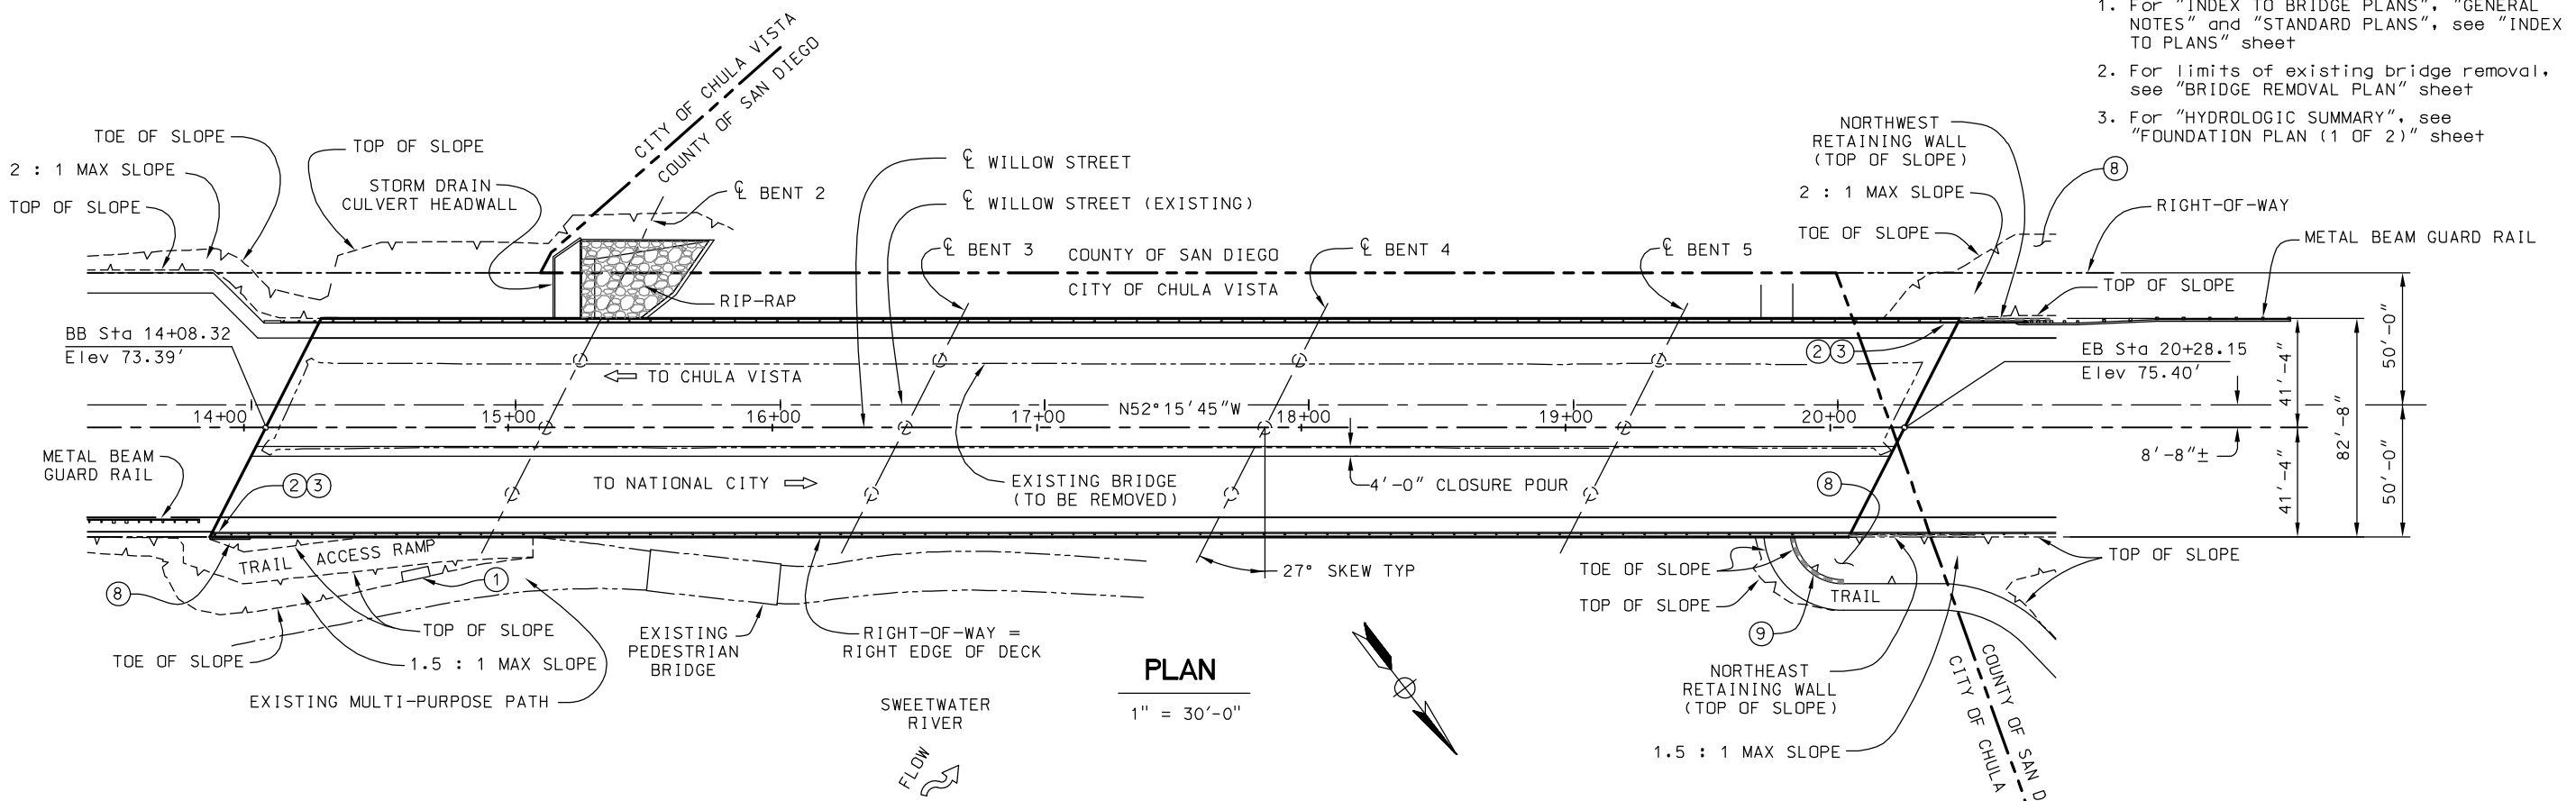 1. For "INDEX TO BRIDGE PLANS", "GENERAL
NOTES" and "STANDARD PLANS", see "INDEX
TO PLANS" sheet
2. For limits of existing bridge removal,
see "BRIDGE REMOVAL PLAN" sheet
3. For "HYDROLOGIC SUMMARY", see
"FOUNDATION PLAN (1 OF 2)" sheet
CITY OF CHULA VISTA
COUNTY OF SAN DIEGO
TOE OF SLOPE
2 : 1 MAX SLOPE
TOP OF SLOPE
TOP OF SLOPE
STORM DRAIN
CULVERT HEADWALL
℄ BENT 2
℄ WILLOW STREET
℄ WILLOW STREET (EXISTING)
℄ BENT 3
COUNTY OF SAN DIEGO
CITY OF CHULA VISTA
℄ BENT 4
℄ BENT 5
NORTHWEST
RETAINING WALL
(TOP OF SLOPE)
2 : 1 MAX SLOPE
TOE OF SLOPE
8
RIGHT-OF-WAY
METAL BEAM GUARD RAIL
TOP OF SLOPE
RIP-RAP
BB Sta 14+08.32
Elev 73.39'
2 3
EB Sta 20+28.15
Elev 75.40'
TO CHULA VISTA
14+00
15+00
16+00
17+00
N52°15'45"W
18+00
19+00
20+00
41'-4"
50'-0"
82'-8"
8'-8"±
41'-4"
50'-0"
METAL BEAM
GUARD RAIL
2 3
TO NATIONAL CITY
EXISTING BRIDGE
(TO BE REMOVED)
4'-0" CLOSURE POUR
8
TRAIL ACCESS RAMP
8
1
27° SKEW TYP
TOE OF SLOPE
TOP OF SLOPE
TRAIL
TOP OF SLOPE
9
TOP OF SLOPE
TOE OF SLOPE
1.5 : 1 MAX SLOPE
EXISTING MULTI-PURPOSE PATH
EXISTING
PEDESTRIAN
BRIDGE
RIGHT-OF-WAY =
RIGHT EDGE OF DECK
PLAN
1" = 30'-0"
SWEETWATER
RIVER
FLOW
NORTHEAST
RETAINING WALL
(TOP OF SLOPE)
1.5 : 1 MAX SLOPE
COUNTY OF SAN D
CITY OF CHULA